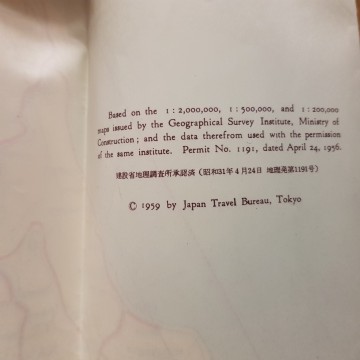 Based on the 1:2,000,000, 1:500,000, and 1:200,000
maps issued by the Geographical Survey Institute, Ministry of
Construction; and the data therefrom used with the permission
of the same institute. Permit No. 1191, dated April 24, 1956.
建設省地理調査所承認済(昭和31年4月24日 地理発第1191号)
© 1959 by Japan Travel Bureau, Tokyo